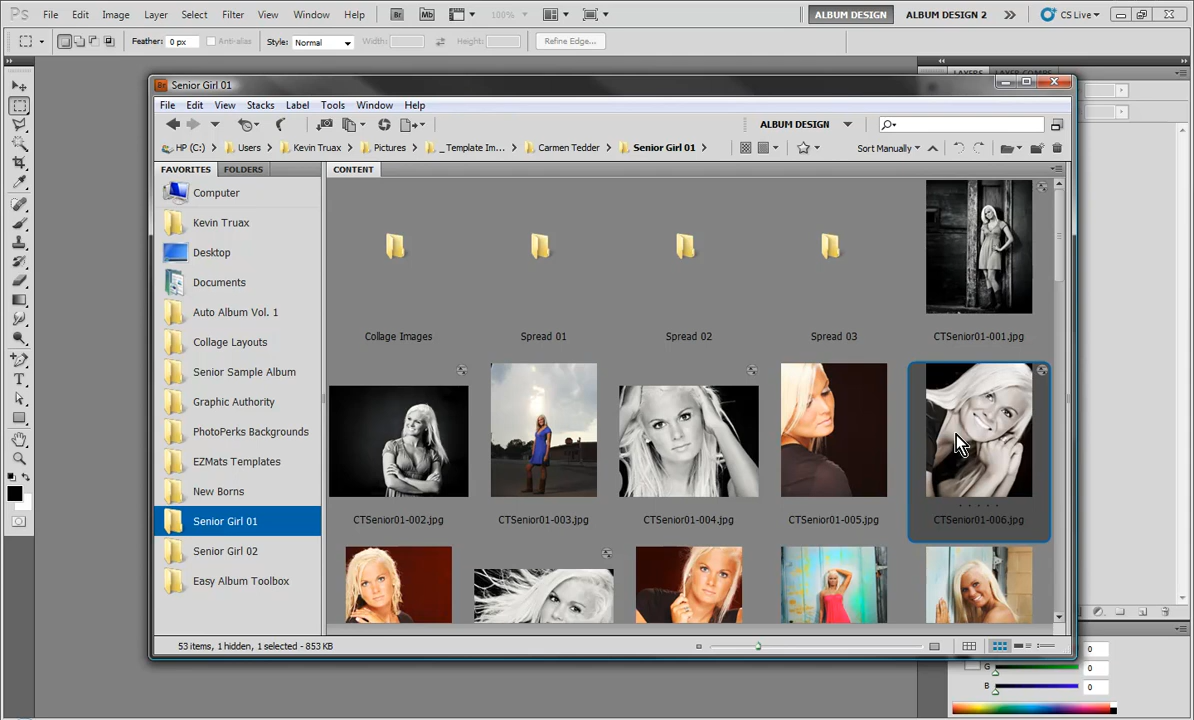 Ps File Edit Image Layer Select Filter View Window Help Br Mb 100% ALBUM DESIGN ALBUM DESIGN 2 CS Live
Feather: 0 px Anti-alias Style: Normal Width: Height: Refine Edge...
LAYERS LAYER COMPS
Br Senior Girl 01
File Edit View Stacks Label Tools Window Help
ALBUM DESIGN
HP (C:) Users Kevin Truax Pictures _ Template Im... Carmen Tedder Senior Girl 01 Sort Manually
FAVORITES FOLDERS CONTENT
Computer
Kevin Truax
Desktop
Documents
Auto Album Vol. 1
Collage Layouts
Senior Sample Album
Graphic Authority
PhotoPerks Backgrounds
EZMats Templates
New Borns
Senior Girl 01
Senior Girl 02
Easy Album Toolbox
Collage Images Spread 01 Spread 02 Spread 03 CTSenior01-001.jpg
CTSenior01-002.jpg CTSenior01-003.jpg CTSenior01-004.jpg CTSenior01-005.jpg CTSenior01-006.jpg
53 items, 1 hidden, 1 selected - 853 KB
0
G 0
B 0